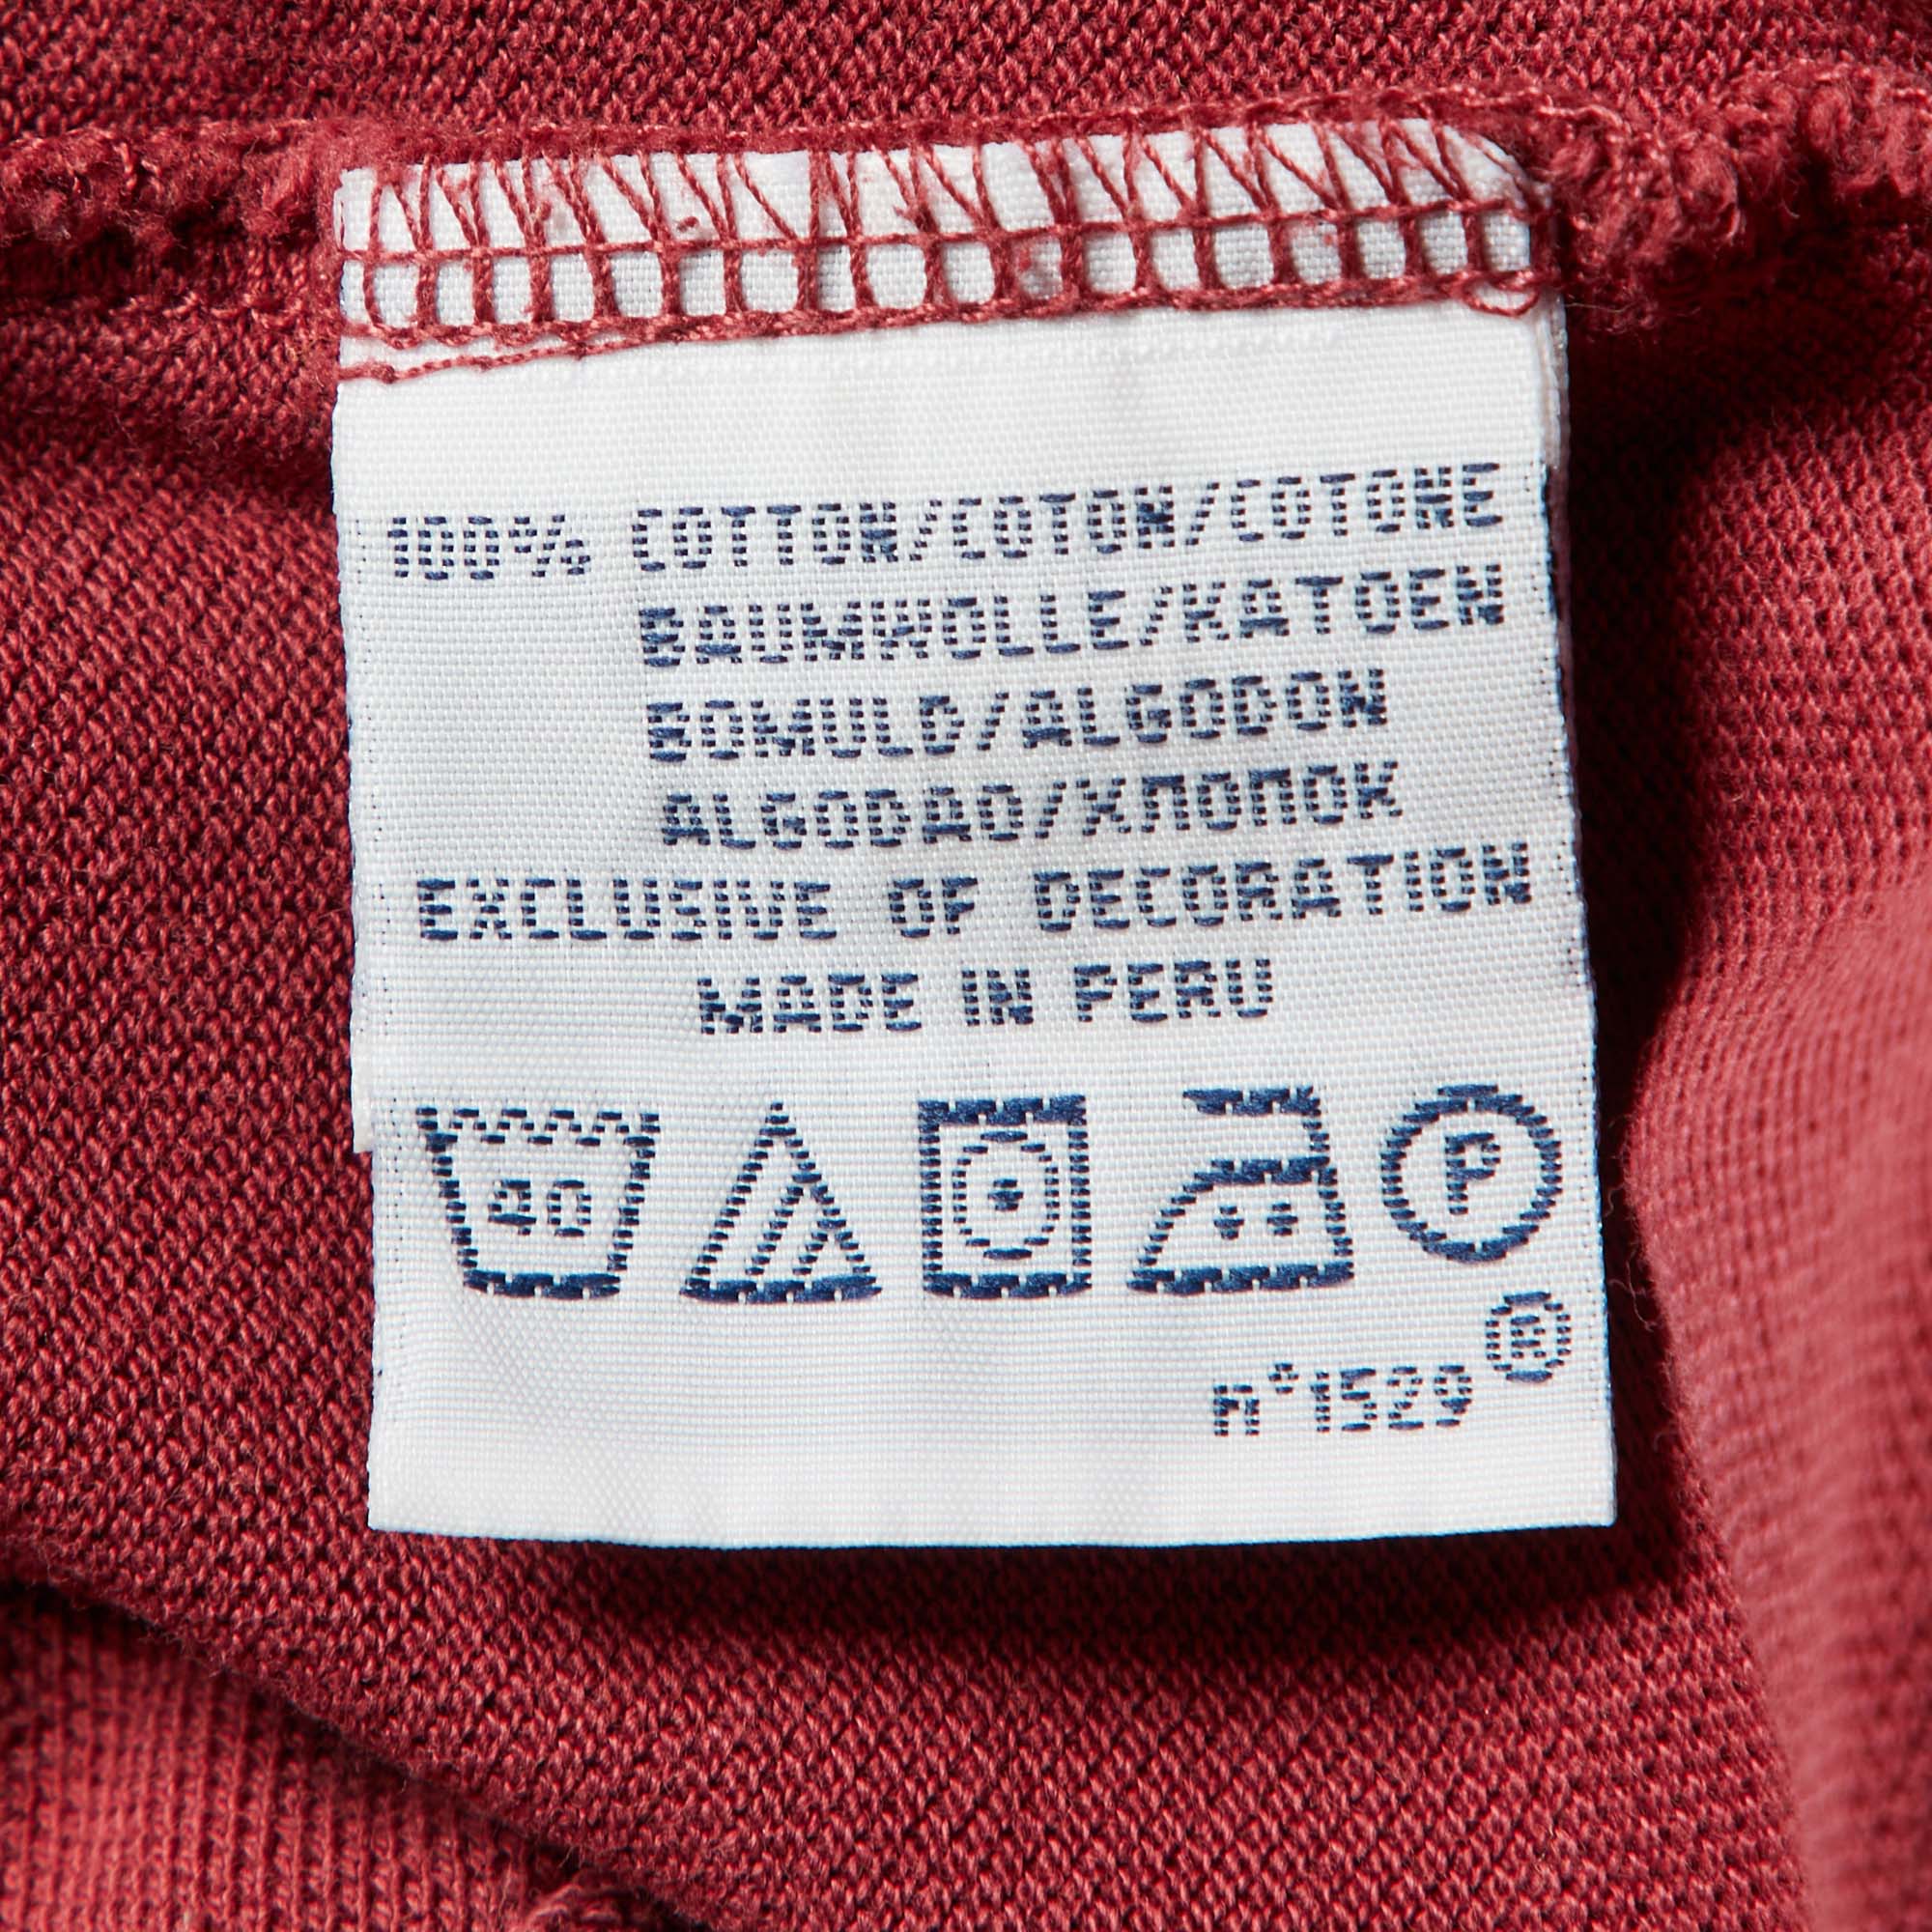 100% COTTON/COTON/COTONE
BAUMWOLLE/KATOEN
BOMULD/ALGODON
ALGODAO/ХЛОПОК
EXCLUSIVE OF DECORATION
MADE IN PERU
40 P
®
n°1529